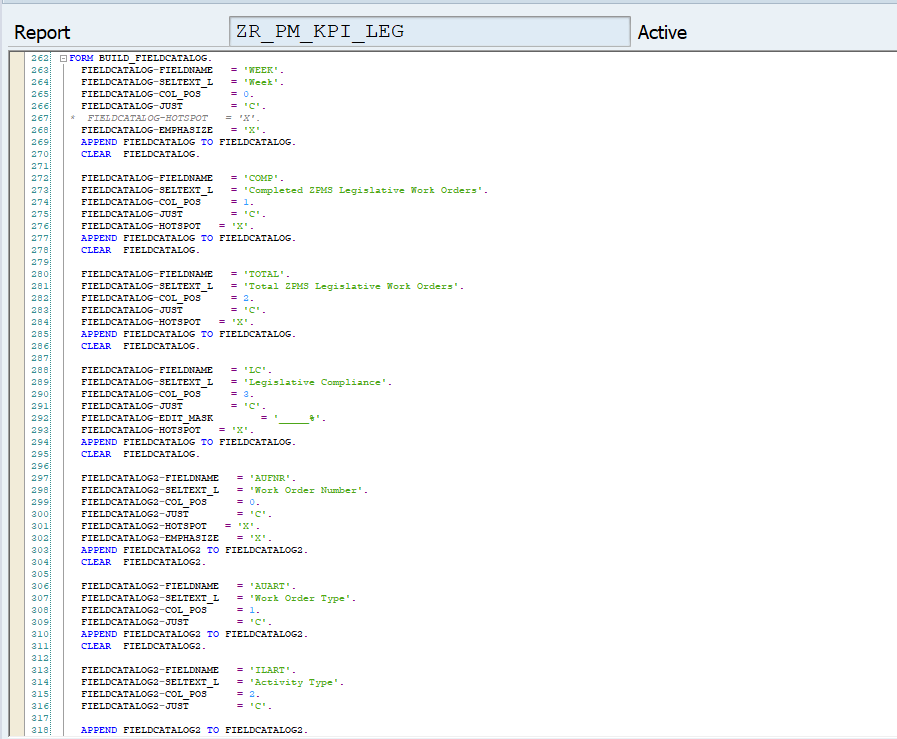 Report ZR_PM_KPI_LEG Active
262 FORM BUILD_FIELDCATALOG.
263 FIELDCATALOG-FIELDNAME = 'WEEK'.
264 FIELDCATALOG-SELTEXT_L = 'Week'.
265 FIELDCATALOG-COL_POS = 0.
266 FIELDCATALOG-JUST = 'C'.
267 * FIELDCATALOG-HOTSPOT = 'X'.
268 FIELDCATALOG-EMPHASIZE = 'X'.
269 APPEND FIELDCATALOG TO FIELDCATALOG.
270 CLEAR FIELDCATALOG.
271
272 FIELDCATALOG-FIELDNAME = 'COMP'.
273 FIELDCATALOG-SELTEXT_L = 'Completed ZPMS Legislative Work Orders'.
274 FIELDCATALOG-COL_POS = 1.
275 FIELDCATALOG-JUST = 'C'.
276 FIELDCATALOG-HOTSPOT = 'X'.
277 APPEND FIELDCATALOG TO FIELDCATALOG.
278 CLEAR FIELDCATALOG.
279
280 FIELDCATALOG-FIELDNAME = 'TOTAL'.
281 FIELDCATALOG-SELTEXT_L = 'Total ZPMS Legislative Work Orders'.
282 FIELDCATALOG-COL_POS = 2.
283 FIELDCATALOG-JUST = 'C'.
284 FIELDCATALOG-HOTSPOT = 'X'.
285 APPEND FIELDCATALOG TO FIELDCATALOG.
286 CLEAR FIELDCATALOG.
287
288 FIELDCATALOG-FIELDNAME = 'LC'.
289 FIELDCATALOG-SELTEXT_L = 'Legislative Compliance'.
290 FIELDCATALOG-COL_POS = 3.
291 FIELDCATALOG-JUST = 'C'.
292 FIELDCATALOG-EDIT_MASK = '_____%'.
293 FIELDCATALOG-HOTSPOT = 'X'.
294 APPEND FIELDCATALOG TO FIELDCATALOG.
295 CLEAR FIELDCATALOG.
296
297 FIELDCATALOG2-FIELDNAME = 'AUFNR'.
298 FIELDCATALOG2-SELTEXT_L = 'Work Order Number'.
299 FIELDCATALOG2-COL_POS = 0.
300 FIELDCATALOG2-JUST = 'C'.
301 FIELDCATALOG2-HOTSPOT = 'X'.
302 FIELDCATALOG2-EMPHASIZE = 'X'.
303 APPEND FIELDCATALOG2 TO FIELDCATALOG2.
304 CLEAR FIELDCATALOG2.
305
306 FIELDCATALOG2-FIELDNAME = 'AUART'.
307 FIELDCATALOG2-SELTEXT_L = 'Work Order Type'.
308 FIELDCATALOG2-COL_POS = 1.
309 FIELDCATALOG2-JUST = 'C'.
310 APPEND FIELDCATALOG2 TO FIELDCATALOG2.
311 CLEAR FIELDCATALOG2.
312
313 FIELDCATALOG2-FIELDNAME = 'ILART'.
314 FIELDCATALOG2-SELTEXT_L = 'Activity Type'.
315 FIELDCATALOG2-COL_POS = 2.
316 FIELDCATALOG2-JUST = 'C'.
317
318 APPEND FIELDCATALOG2 TO FIELDCATALOG2.